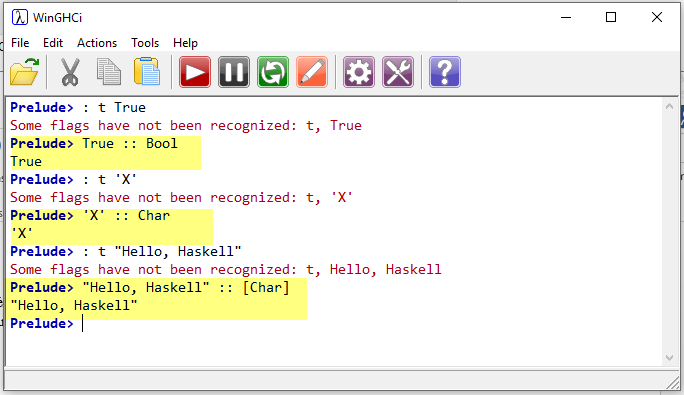 WinGHCi
File Edit Actions Tools Help
Prelude> : t True
Some flags have not been recognized: t, True
Prelude> True :: Bool
True
Prelude> : t 'X'
Some flags have not been recognized: t, 'X'
Prelude> 'X' :: Char
'X'
Prelude> : t "Hello, Haskell"
Some flags have not been recognized: t, Hello, Haskell
Prelude> "Hello, Haskell" :: [Char]
"Hello, Haskell"
Prelude>